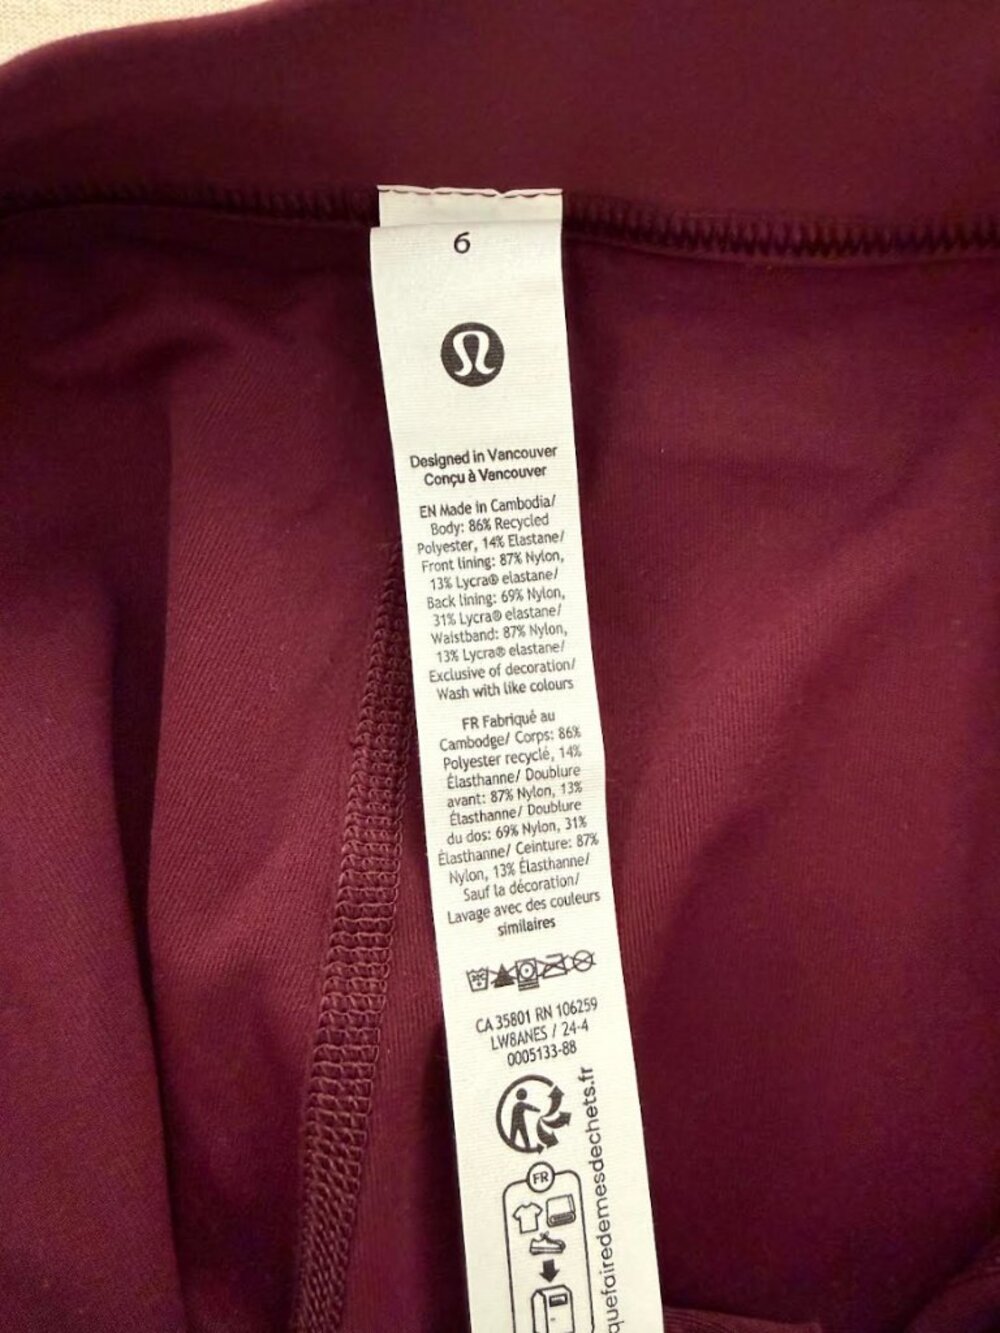 6
Designed in Vancouver
Conçu à Vancouver
EN Made in Cambodia/
Body: 86% Recycled
Polyester, 14% Elastane/
Front lining: 87% Nylon,
13% Lycra® elastane/
Back lining: 69% Nylon,
31% Lycra® elastane/
Waistband: 87% Nylon,
13% Lycra® elastane/
Exclusive of decoration/
Wash with like colours
FR Fabriqué au
Cambodge/ Corps: 86%
Polyester recyclé, 14%
Élasthanne/ Doublure
avant: 87% Nylon, 13%
Élasthanne/ Doublure
du dos: 69% Nylon, 31%
Élasthanne/ Ceinture: 87%
Nylon, 13% Élasthanne/
Sauf la décoration/
Lavage avec des couleurs
similaires
CA 35801 RN 106259
LW8ANES / 24-4
0005133-88
FR
quefairedemesdechets.fr